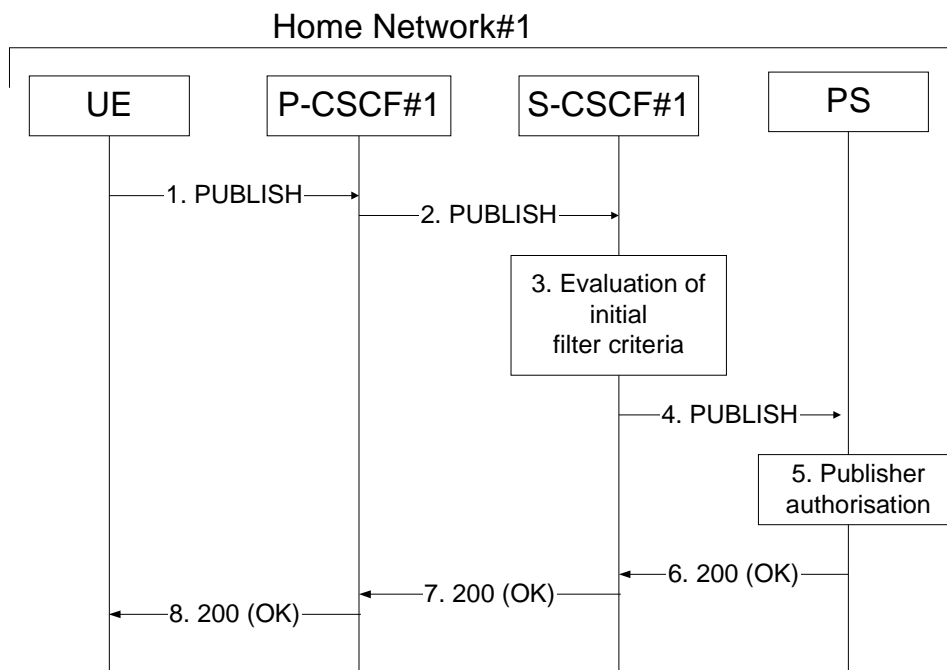 Home Network#1
UE
P-CSCF#1
S-CSCF#1
PS
1. PUBLISH
2. PUBLISH
3. Evaluation of
initial
filter criteria
4. PUBLISH
5. Publisher
authorisation
6. 200 (OK)
7. 200 (OK)
8. 200 (OK)